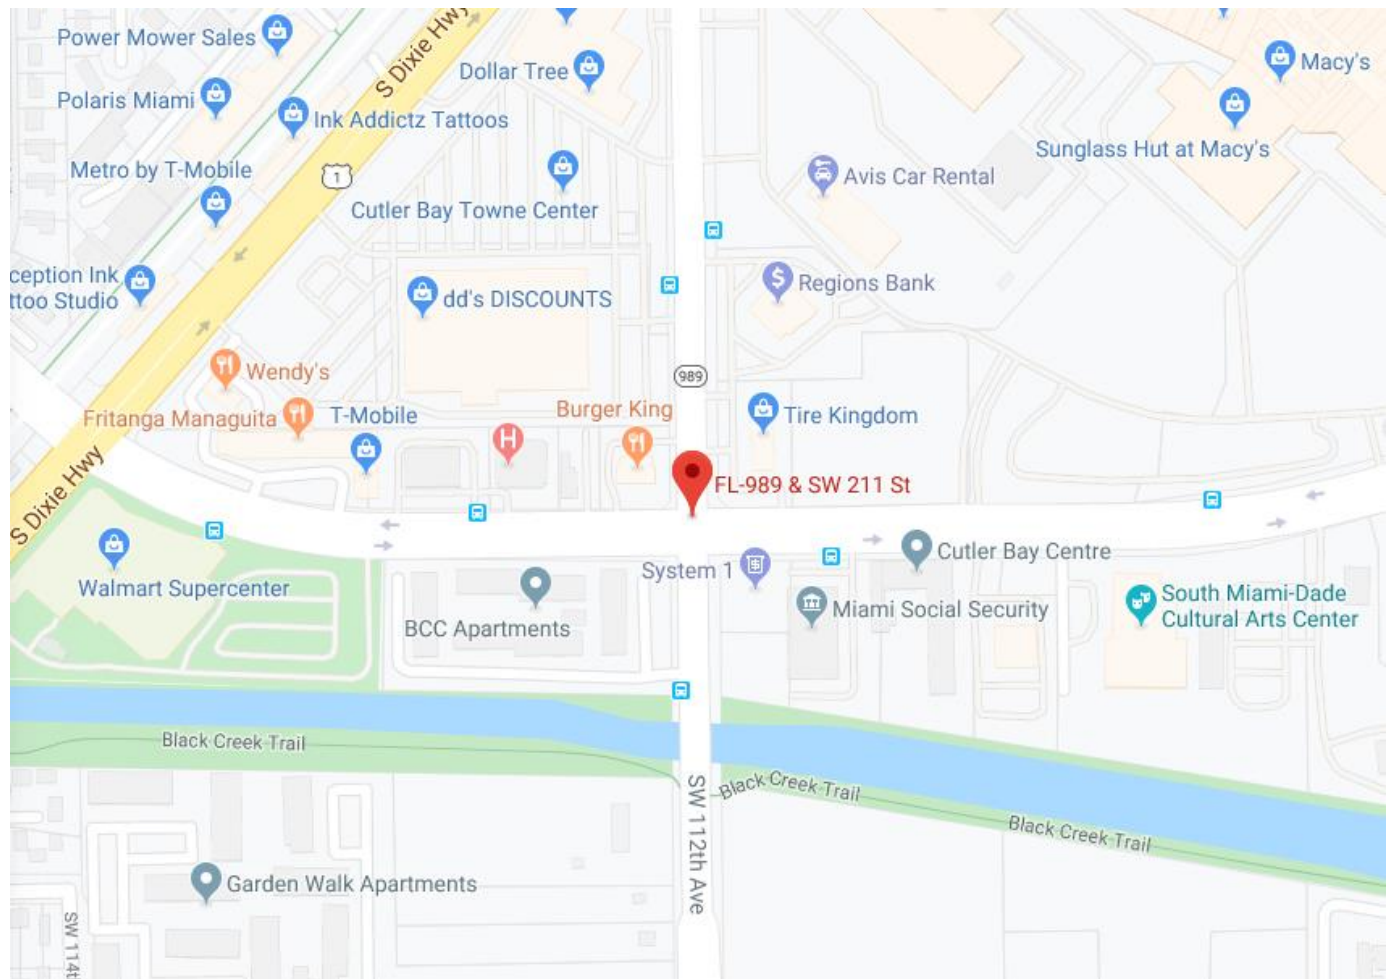 Power Mower Sales
S Dixie Hwy
Dollar Tree
Macy's
Polaris Miami
Ink Addictz Tattoos
Sunglass Hut at Macy's
Metro by T-Mobile
1
Avis Car Rental
Cutler Bay Towne Center
ception Ink
ttoo Studio
dd's DISCOUNTS
Regions Bank
Wendy's
989
Fritanga Managuita
T-Mobile
Burger King
Tire Kingdom
H
S Dixie Hwy
FL-989 & SW 211 St
Walmart Supercenter
System 1
Cutler Bay Centre
BCC Apartments
Miami Social Security
South Miami-Dade
Cultural Arts Center
Black Creek Trail
SW 112th Ave
Black Creek Trail
Black Creek Trail
Garden Walk Apartments
SW 114t